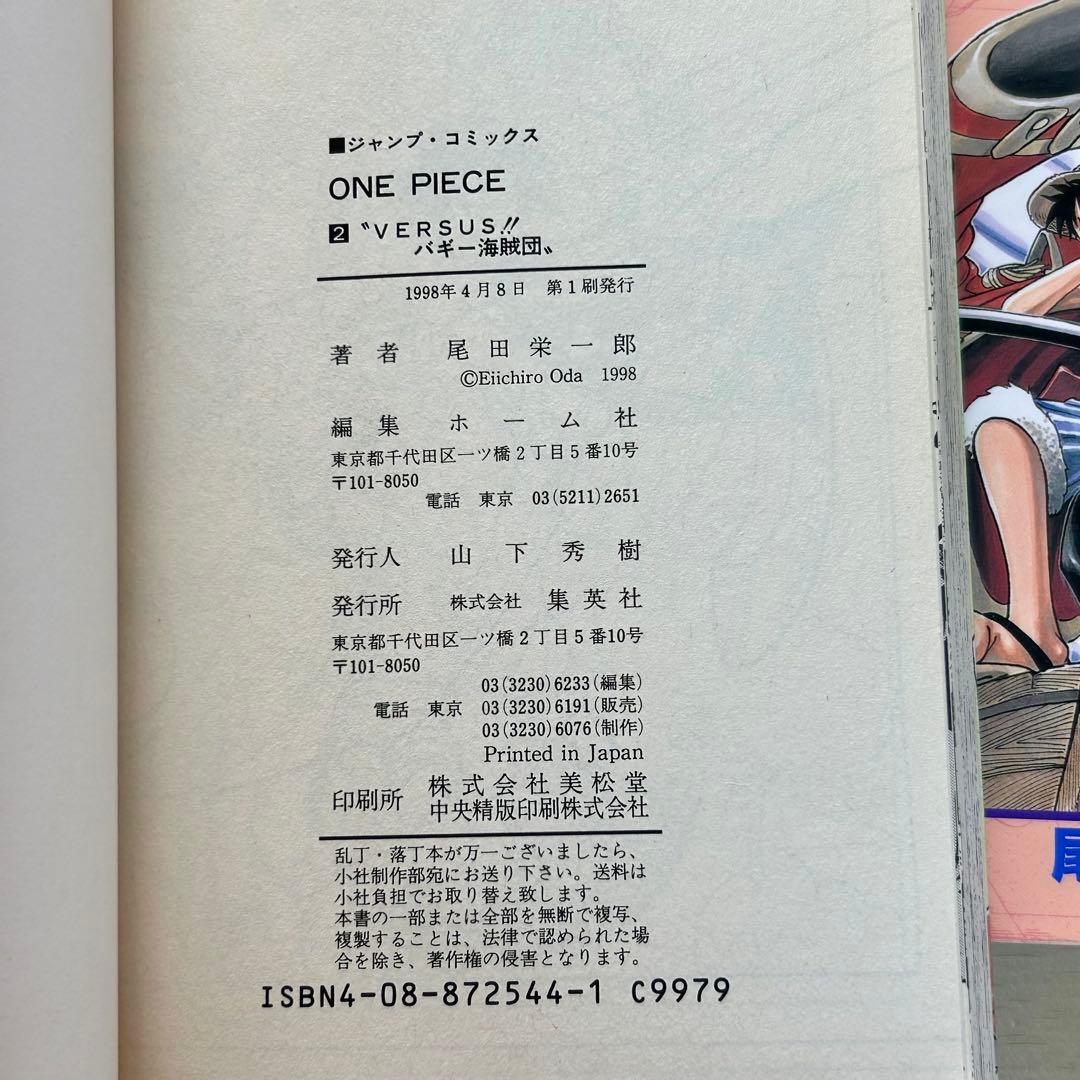 ■ジャンプ・コミックス
ONE PIECE
2 〝VERSUS!!
バギー海賊団〟
1998年4月8日 第1刷発行
著者 尾田栄一郎
©Eiichiro Oda 1998
編集 ホーム社
東京都千代田区一ツ橋2丁目5番10号
〒101-8050
電話 東京 03(5211)2651
発行人 山下秀樹
発行所 株式会社 集英社
東京都千代田区一ツ橋2丁目5番10号
〒101-8050
03(3230)6233(編集)
電話 東京 03(3230)6191(販売)
03(3230)6076(制作)
Printed in Japan
印刷所 株式会社美松堂
中央精版印刷株式会社
乱丁・落丁本が万一ございましたら、
小社制作部宛にお送り下さい。送料は
小社負担でお取り替え致します。
本書の一部または全部を無断で複写、
複製することは、法律で認められた場
合を除き、著作権の侵害となります。
ISBN4-08-872544-1 C9979
尾